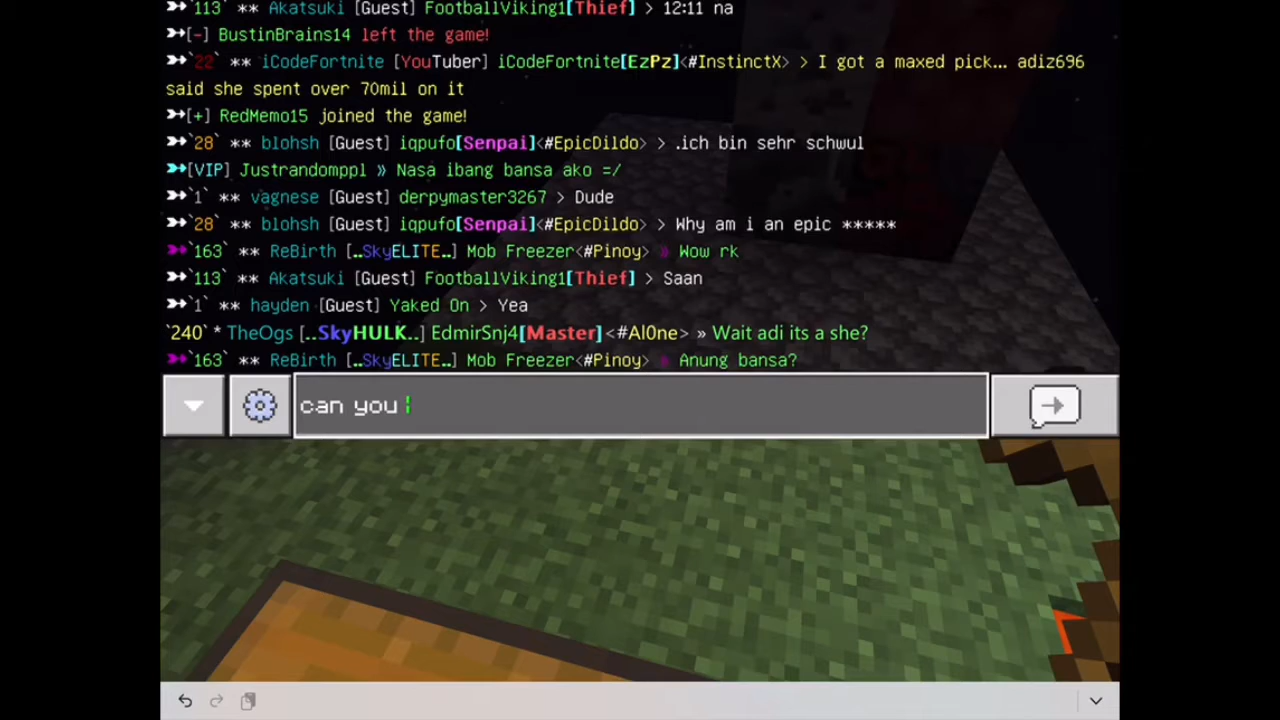 ➳`113` ** Akatsuki [Guest] FootballViking1[Thief] > 12:11 na
➳[-] BustinBrains14 left the game!
➳`22` ** iCodeFortnite [YouTuber] iCodeFortnite[EzPz]<#InstinctX> > I got a maxed pick... adiz696
said she spent over 70mil on it
➳[+] RedMemo15 joined the game!
➳`28` ** blohsh [Guest] iqpufo[Senpai]<#EpicDildo> > .ich bin sehr schwul
➳[VIP] Justrandomppl » Nasa ibang bansa ako =/
➳`1` ** vagnese [Guest] derpymaster3267 > Dude
➳`28` ** blohsh [Guest] iqpufo[Senpai]<#EpicDildo> > Why am i an epic *****
➳`163` ** ReBirth [..SkyELITE..] Mob Freezer<#Pinoy> » Wow rk
➳`113` ** Akatsuki [Guest] FootballViking1[Thief] > Saan
➳`1` ** hayden [Guest] Yaked On > Yea
`240` * TheOgs [..SkyHULK..] EdmirSnj4[Master]<#Al0ne> » Wait adi its a she?
➳`163` ** ReBirth [..SkyELITE..] Mob Freezer<#Pinoy> » Anung bansa?
can you